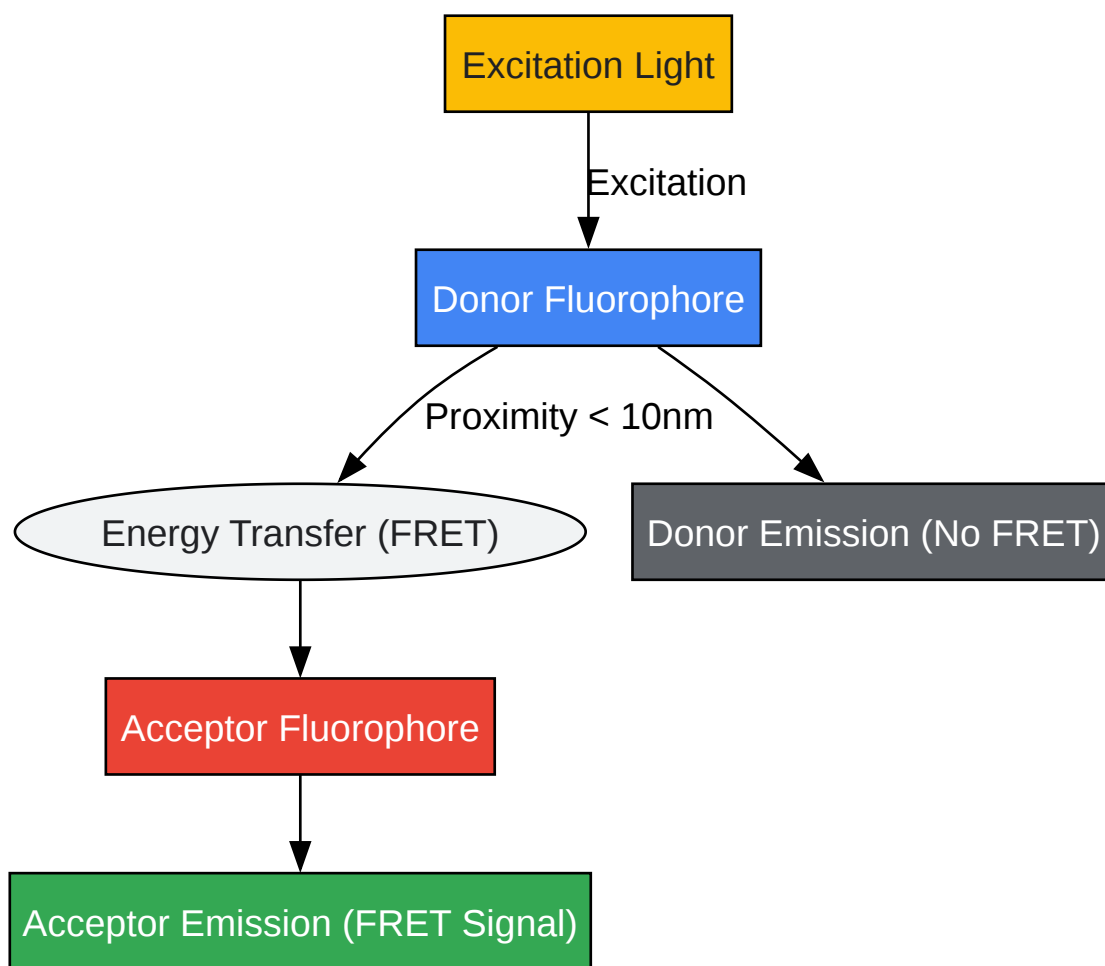 Excitation Light
Excitation
Donor Fluorophore
Proximity < 10nm
Energy Transfer (FRET)
Donor Emission (No FRET)
Acceptor Fluorophore
Acceptor Emission (FRET Signal)